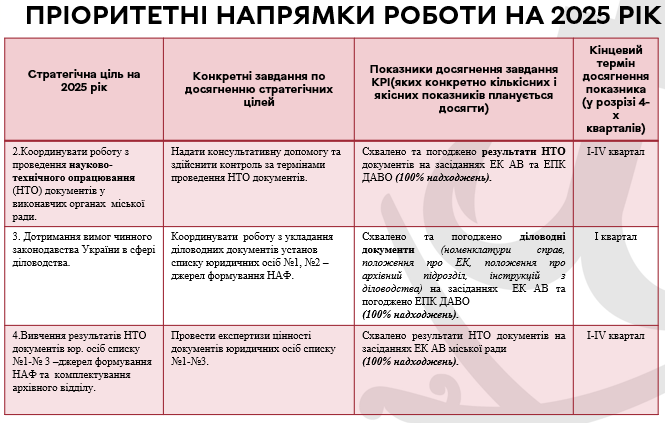 ПРІОРИТЕТНІ НАПРЯМКИ РОБОТИ НА 2025 РІК
Стратегічна ціль на
2025 рік
Конкретні завдання по
досягненню стратегічних
цілей
Показники досягнення завдання
КРІ(яких конкретно кількісних і
якісних показників планується
досягти)
Кінцевий
термін
досягнення
показника
(у розрізі 4-
х
кварталів)
2.Координувати роботу з
проведення науково-
технічного опрацювання
(НТО) документів у
виконавчих органах міської
ради.
Надати консультативну допомогу та
здійснити контроль за термінами
проведення НТО документів.
Схвалено та погоджено результати НТО
документів на засіданнях ЕК АВ та ЕПК
ДАВО (100% надходжень).
І-ІV квартал
3. Дотримання вимог чинного
законодавства України в сфері
діловодства.
Координувати роботу з укладання
діловодних документів установ
списку юридичних осіб №1, №2 –
джерел формування НАФ.
Схвалено та погоджено діловодні
документи (номенклатури справ,
положення про ЕК, положення про
архівний підрозділ, інструкцій з
діловодства) на засіданнях ЕК АВ та
погоджено ЕПК ДАВО
(100% надходжень).
І квартал
4.Вивчення результатів НТО
документів юр. осіб списку
№1-№ 3 –джерел формування
НАФ та комплектування
архівного відділу.
Провести експертизи цінності
документів юридичних осіб списку
№1-№3.
Схвалено результати НТО документів на
засіданнях ЕК АВ міської ради
(100% надходжень).
І-ІV квартал